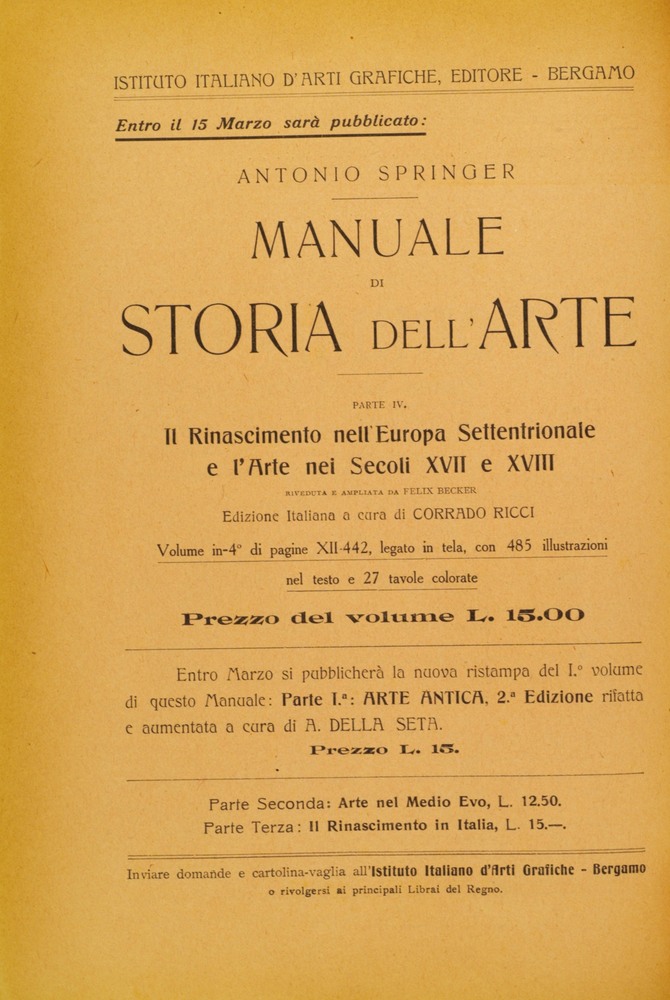 ISTITUTO ITALIANO D'ARTI GRAFICHE, EDITORE - BERGAMO
Entro il 15 Marzo sarà pubblicato:
ANTONIO SPRINGER
MANUALE
DI
STORIA DELL'ARTE
PARTE IV.
Il Rinascimento nell'Europa Settentrionale
e l'Arte nei Secoli XVII e XVIII
RIVEDUTA E AMPLIATA DA FELIX BECKER
Edizione Italiana a cura di CORRADO RICCI
Volume in-4° di pagine XII-442, legato in tela, con 485 illustrazioni
nel testo e 27 tavole colorate
Prezzo del volume L. 15.00
Entro Marzo si pubblicherà la nuova ristampa del I.° volume
di questo Manuale: Parte I.ª: ARTE ANTICA, 2.ª Edizione rifatta
e aumentata a cura di A. DELLA SETA.
Prezzo L. 15.
Parte Seconda: Arte nel Medio Evo, L. 12.50.
Parte Terza: Il Rinascimento in Italia, L. 15.—.
Inviare domande e cartolina-vaglia all'Istituto Italiano d'Arti Grafiche - Bergamo
o rivolgersi ai principali Librai del Regno.